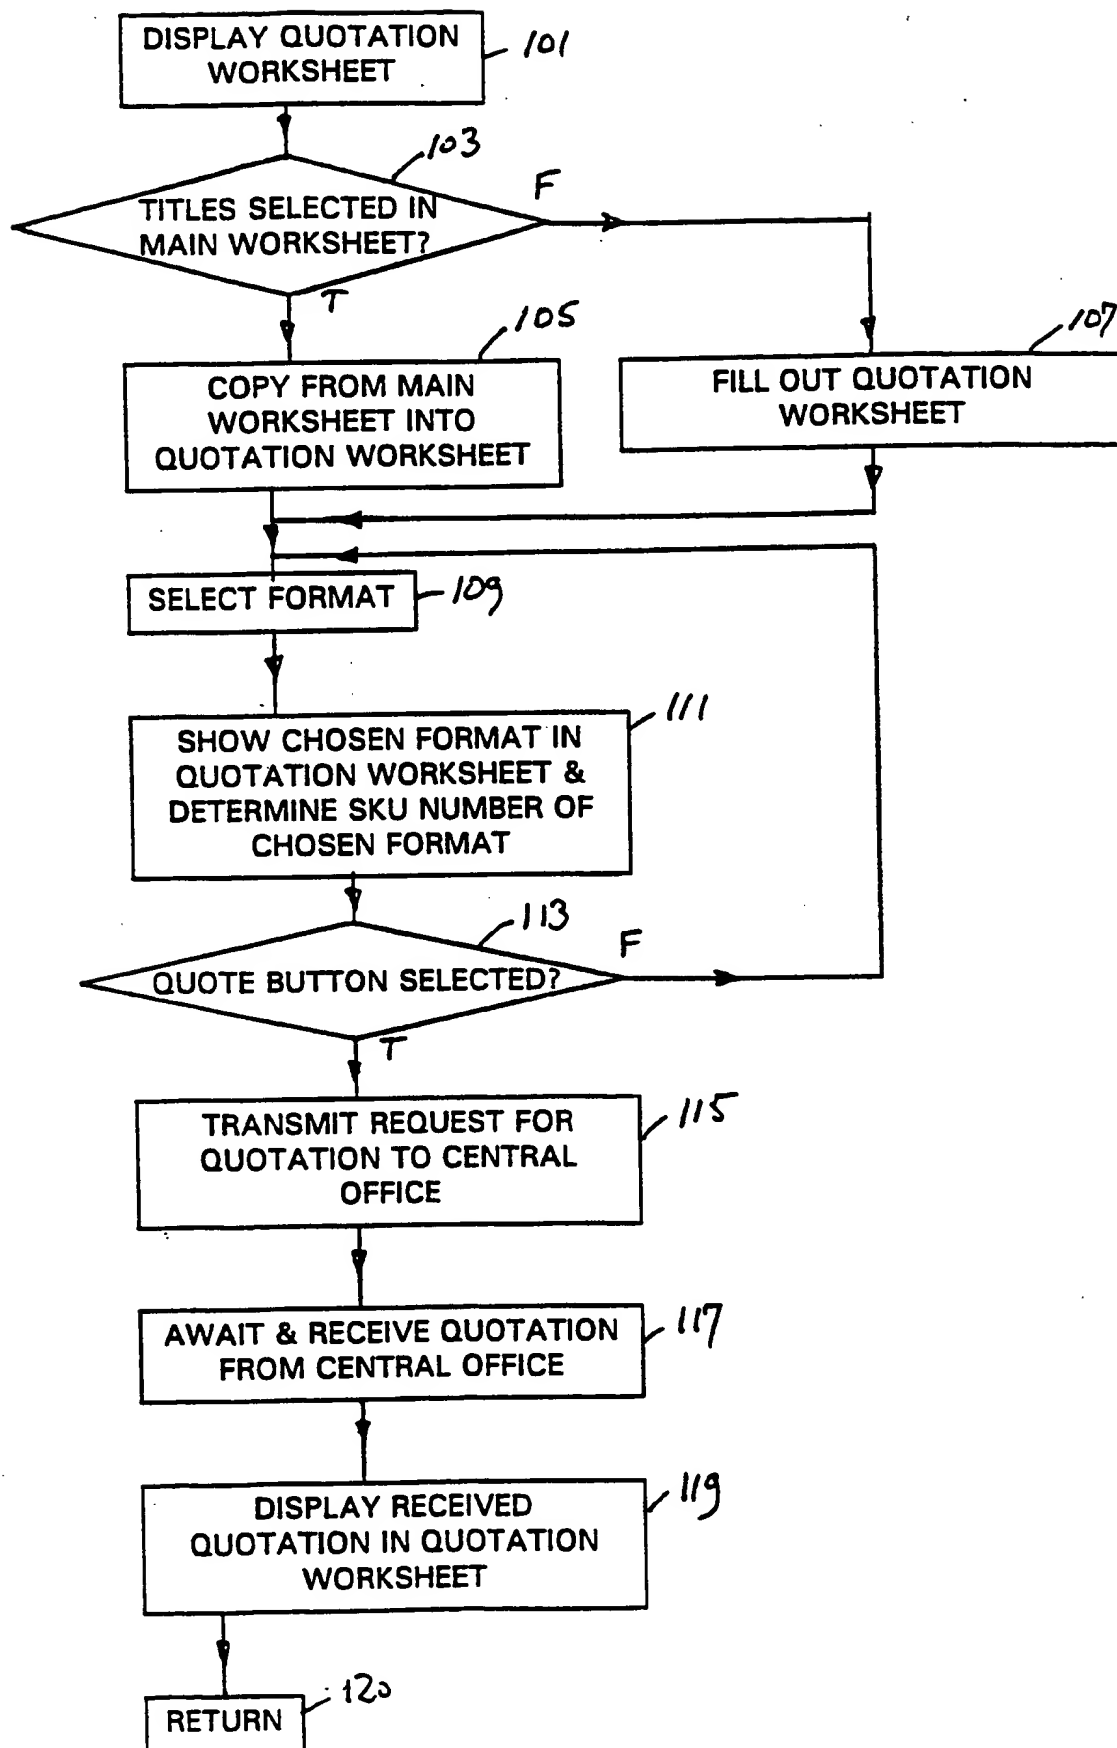 DISPLAY QUOTATION
WORKSHEET
101
103
TITLES SELECTED IN
MAIN WORKSHEET?
F
T
105
COPY FROM MAIN
WORKSHEET INTO
QUOTATION WORKSHEET
107
FILL OUT QUOTATION
WORKSHEET
SELECT FORMAT
109
111
SHOW CHOSEN FORMAT IN
QUOTATION WORKSHEET &
DETERMINE SKU NUMBER OF
CHOSEN FORMAT
113
QUOTE BUTTON SELECTED?
F
T
115
TRANSMIT REQUEST FOR
QUOTATION TO CENTRAL
OFFICE
117
AWAIT & RECEIVE QUOTATION
FROM CENTRAL OFFICE
119
DISPLAY RECEIVED
QUOTATION IN QUOTATION
WORKSHEET
120
RETURN